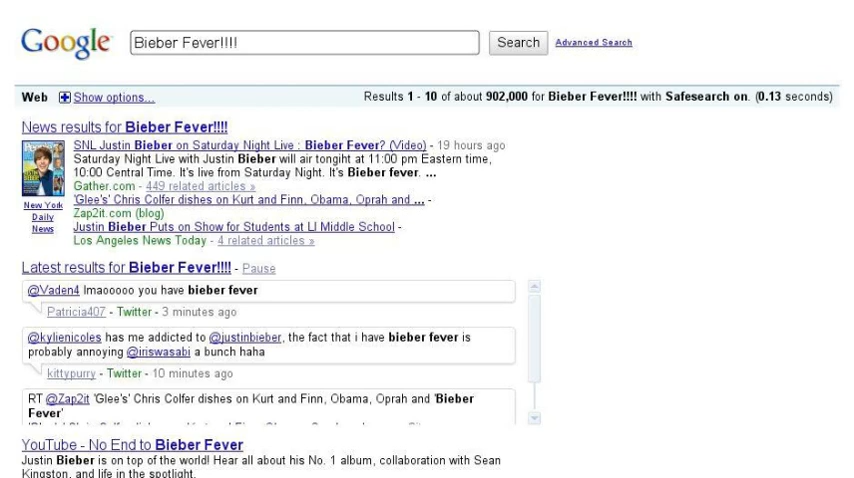 Google Bieber Fever!!!! Search Advanced Search
Web Show options... Results 1 - 10 of about 902,000 for Bieber Fever!!!! with Safesearch on. (0.13 seconds)
News results for Bieber Fever!!!!
SNL Justin Bieber on Saturday Night Live : Bieber Fever? (Video) - 19 hours ago
Saturday Night Live with Justin Bieber will air tongiht at 11:00 pm Eastern time,
10:00 Central Time. It's live from Saturday Night. It's Bieber fever. ...
Gather.com - 449 related articles »
New York
Daily
News
'Glee's' Chris Colfer dishes on Kurt and Finn, Obama, Oprah and ... -
Zap2it.com (blog)
Justin Bieber Puts on Show for Students at LI Middle School -
Los Angeles News Today - 4 related articles »
Latest results for Bieber Fever!!!! - Pause
@Vaden4 lmaooooo you have bieber fever
Patricia407 - Twitter - 3 minutes ago
@kylienicoles has me addicted to @justinbieber, the fact that i have bieber fever is
probably annoying @iriswasabi a bunch haha
kittypurry - Twitter - 10 minutes ago
RT @Zap2it 'Glee's' Chris Colfer dishes on Kurt and Finn, Obama, Oprah and 'Bieber
Fever'
YouTube - No End to Bieber Fever
Justin Bieber is on top of the world! Hear all about his No. 1 album, collaboration with Sean
Kingston, and life in the spotlight.